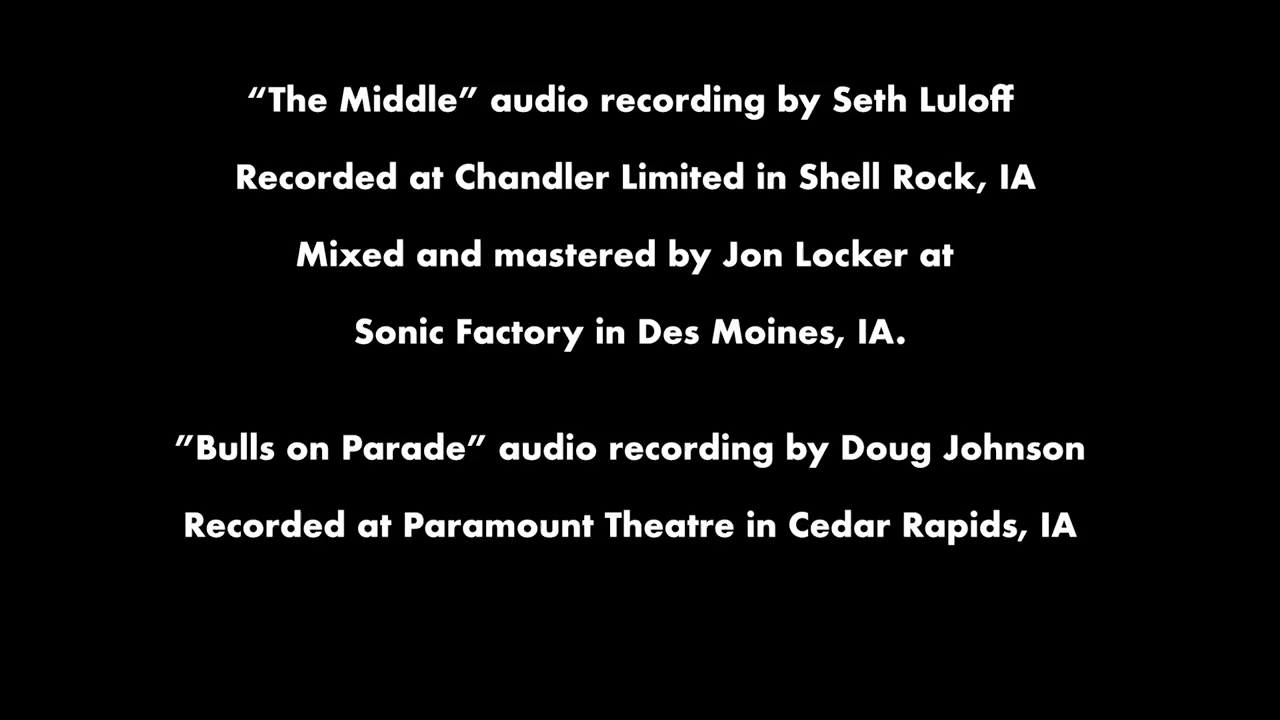 “The Middle” audio recording by Seth Luloff
Recorded at Chandler Limited in Shell Rock, IA
Mixed and mastered by Jon Locker at
Sonic Factory in Des Moines, IA.
”Bulls on Parade” audio recording by Doug Johnson
Recorded at Paramount Theatre in Cedar Rapids, IA